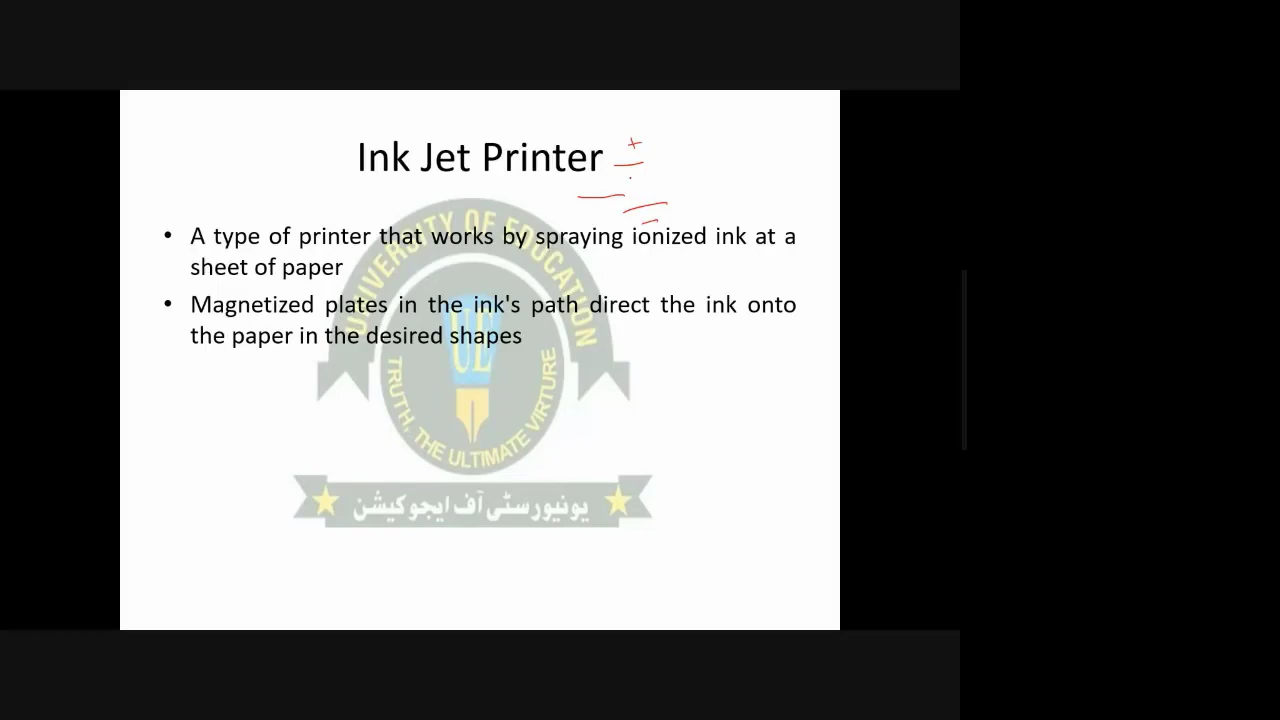 Ink Jet Printer
• A type of printer that works by spraying ionized ink at a
sheet of paper
• Magnetized plates in the ink's path direct the ink onto
the paper in the desired shapes
UNIVERSITY OF EDUCATION
UE
TRUTH, THE ULTIMATE VIRTURE
یونیورسٹی آف ایجوکیشن